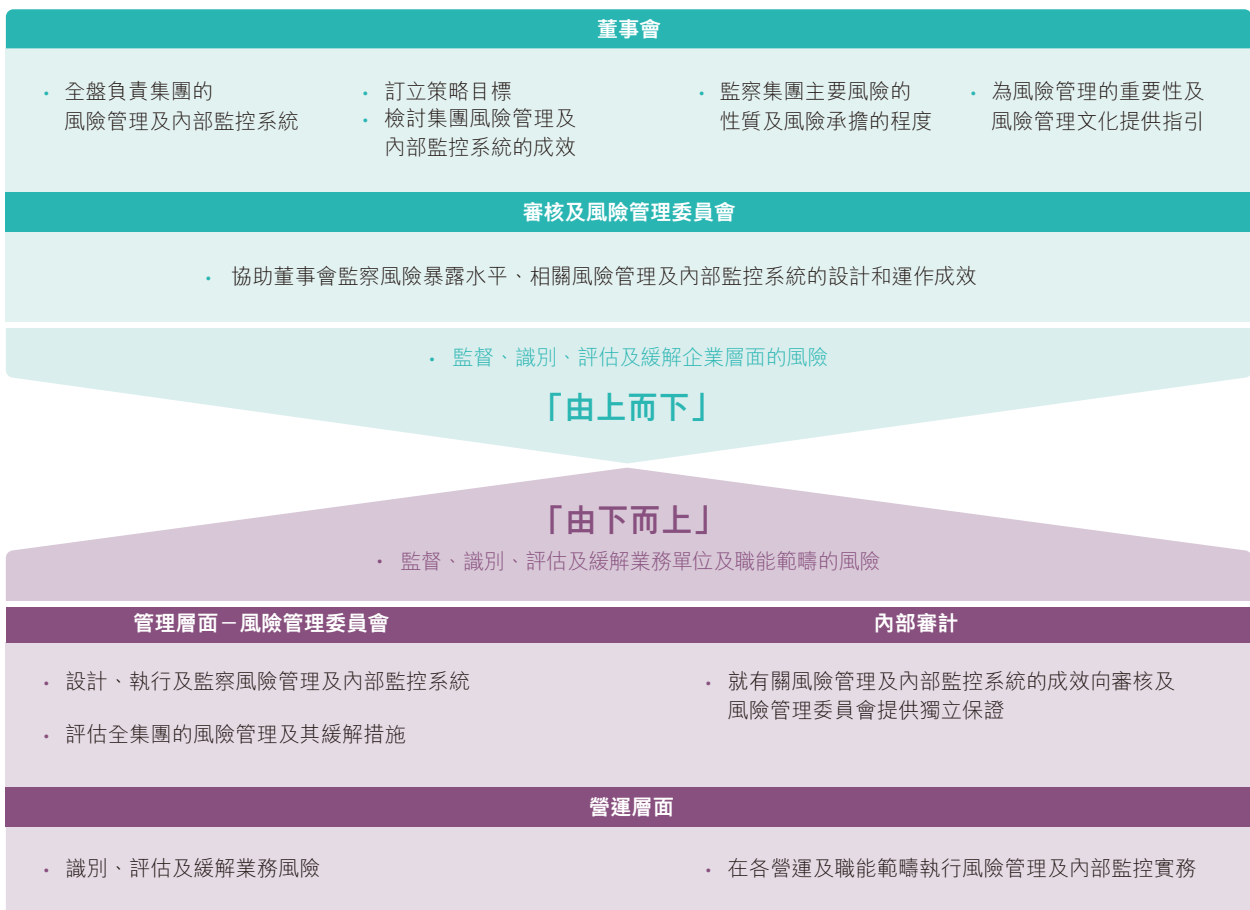 董事會
• 全盤負責集團的
風險管理及內部監控系統
• 訂立策略目標
• 檢討集團風險管理及
內部監控系統的成效
• 監察集團主要風險的
性質及風險承擔的程度
• 為風險管理的重要性及
風險管理文化提供指引
審核及風險管理委員會
• 協助董事會監察風險暴露水平、相關風險管理及內部監控系統的設計和運作成效
• 監督、識別、評估及緩解企業層面的風險
「由上而下」
「由下而上」
• 監督、識別、評估及緩解業務單位及職能範疇的風險
管理層面－風險管理委員會
• 設計、執行及監察風險管理及內部監控系統
• 評估全集團的風險管理及其緩解措施
內部審計
• 就有關風險管理及內部監控系統的成效向審核及
風險管理委員會提供獨立保證
營運層面
• 識別、評估及緩解業務風險
• 在各營運及職能範疇執行風險管理及內部監控實務